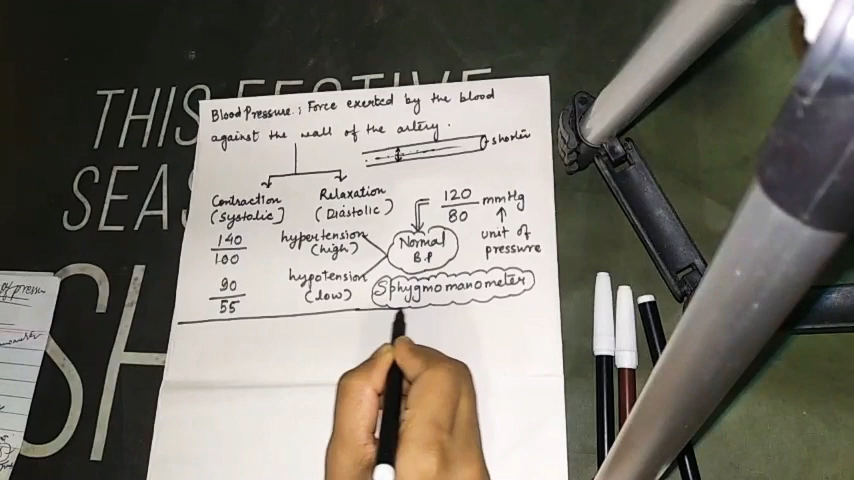 THIS FESTIVE
SEAS
SH
Blood Pressure : Force exerted by the blood
against the wall of the artery.
Contraction
(Systolic)
Relaxation
(Diastolic)
120
80
mmHg
unit of
pressure
140
100
hypertension
(high)
Normal
B.P
90
55
hypotension
(low)
Sphygmomanometer